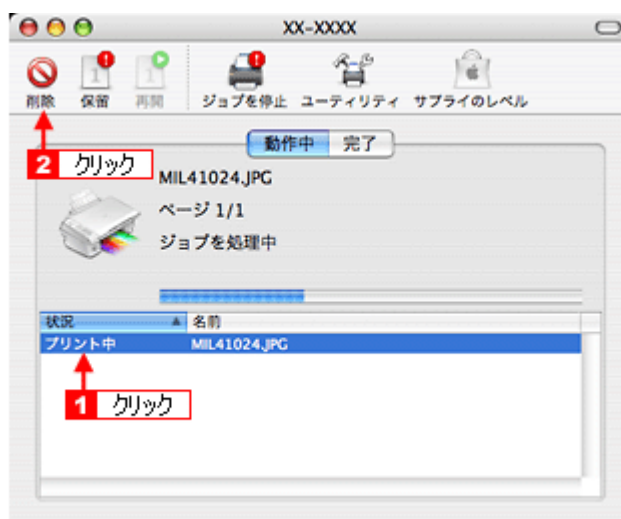 XX-XXXX
削除 保留 再開 ジョブを停止 ユーティリティ サプライのレベル
動作中 完了
2 クリック
MIL41024.JPG
ページ 1/1
ジョブを処理中
状況 名前
プリント中 MIL41024.JPG
1 クリック